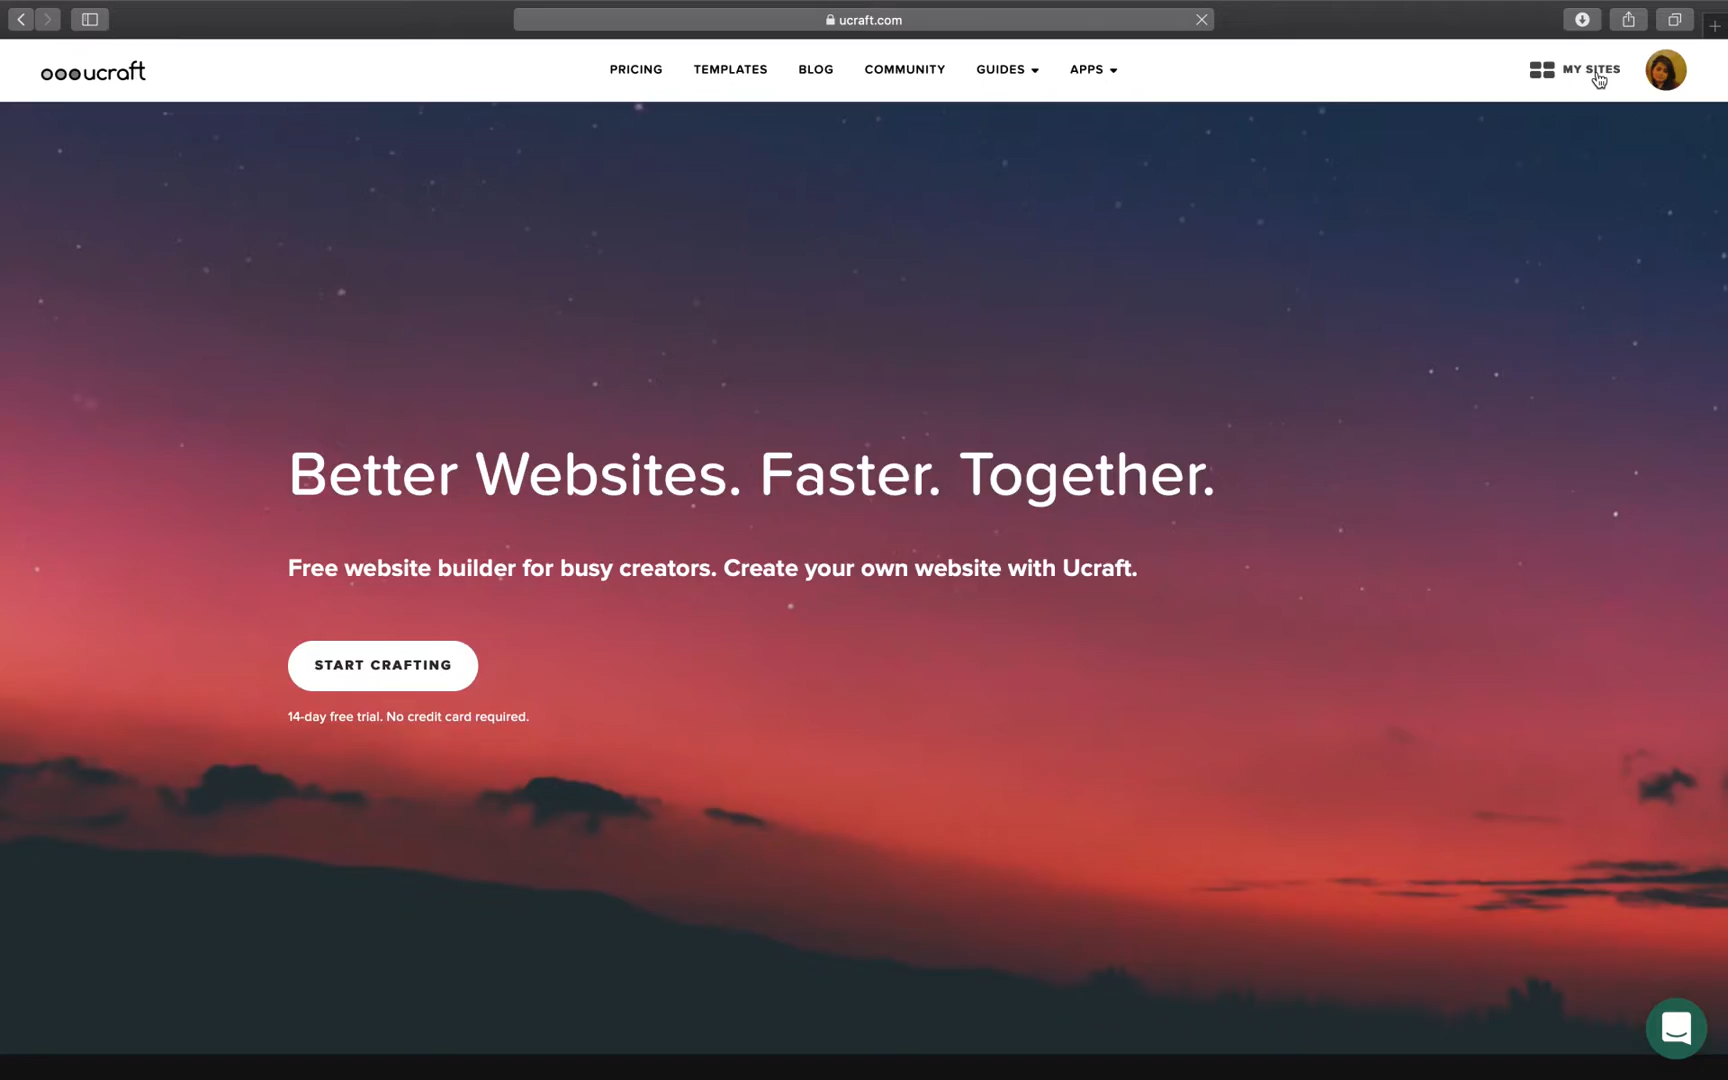 ucraft.com
ucraft
PRICING
TEMPLATES
BLOG
COMMUNITY
GUIDES
APPS
MY SITES
Better Websites. Faster. Together.
Free website builder for busy creators. Create your own website with Ucraft.
START CRAFTING
14-day free trial. No credit card required.